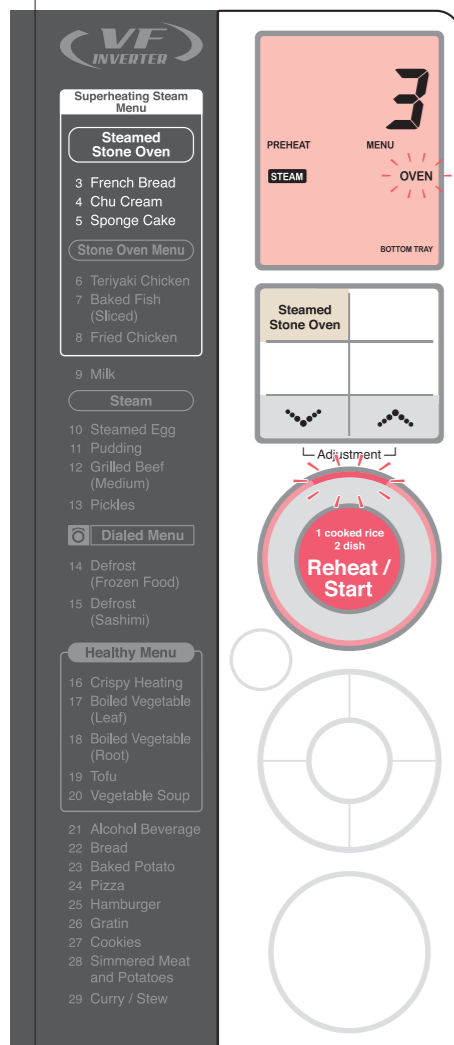 VF
INVERTER
Superheating Steam
Menu
Steamed
Stone Oven
3 French Bread
4 Chu Cream
5 Sponge Cake
Stone Oven Menu
6 Teriyaki Chicken
7 Baked Fish
(Sliced)
8 Fried Chicken
9 Milk
Steam
10 Steamed Egg
11 Pudding
12 Grilled Beef
(Medium)
13 Pickles
Dialed Menu
14 Defrost
(Frozen Food)
15 Defrost
(Sashimi)
Healthy Menu
16 Crispy Heating
17 Boiled Vegetable
(Leaf)
18 Boiled Vegetable
(Root)
19 Tofu
20 Vegetable Soup
21 Alcohol Beverage
22 Bread
23 Baked Potato
24 Pizza
25 Hamburger
26 Gratin
27 Cookies
28 Simmered Meat
and Potatoes
29 Curry / Stew
3
PREHEAT MENU
STEAM OVEN
BOTTOM TRAY
Steamed
Stone Oven
Adjustment
1 cooked rice
2 dish
Reheat /
Start